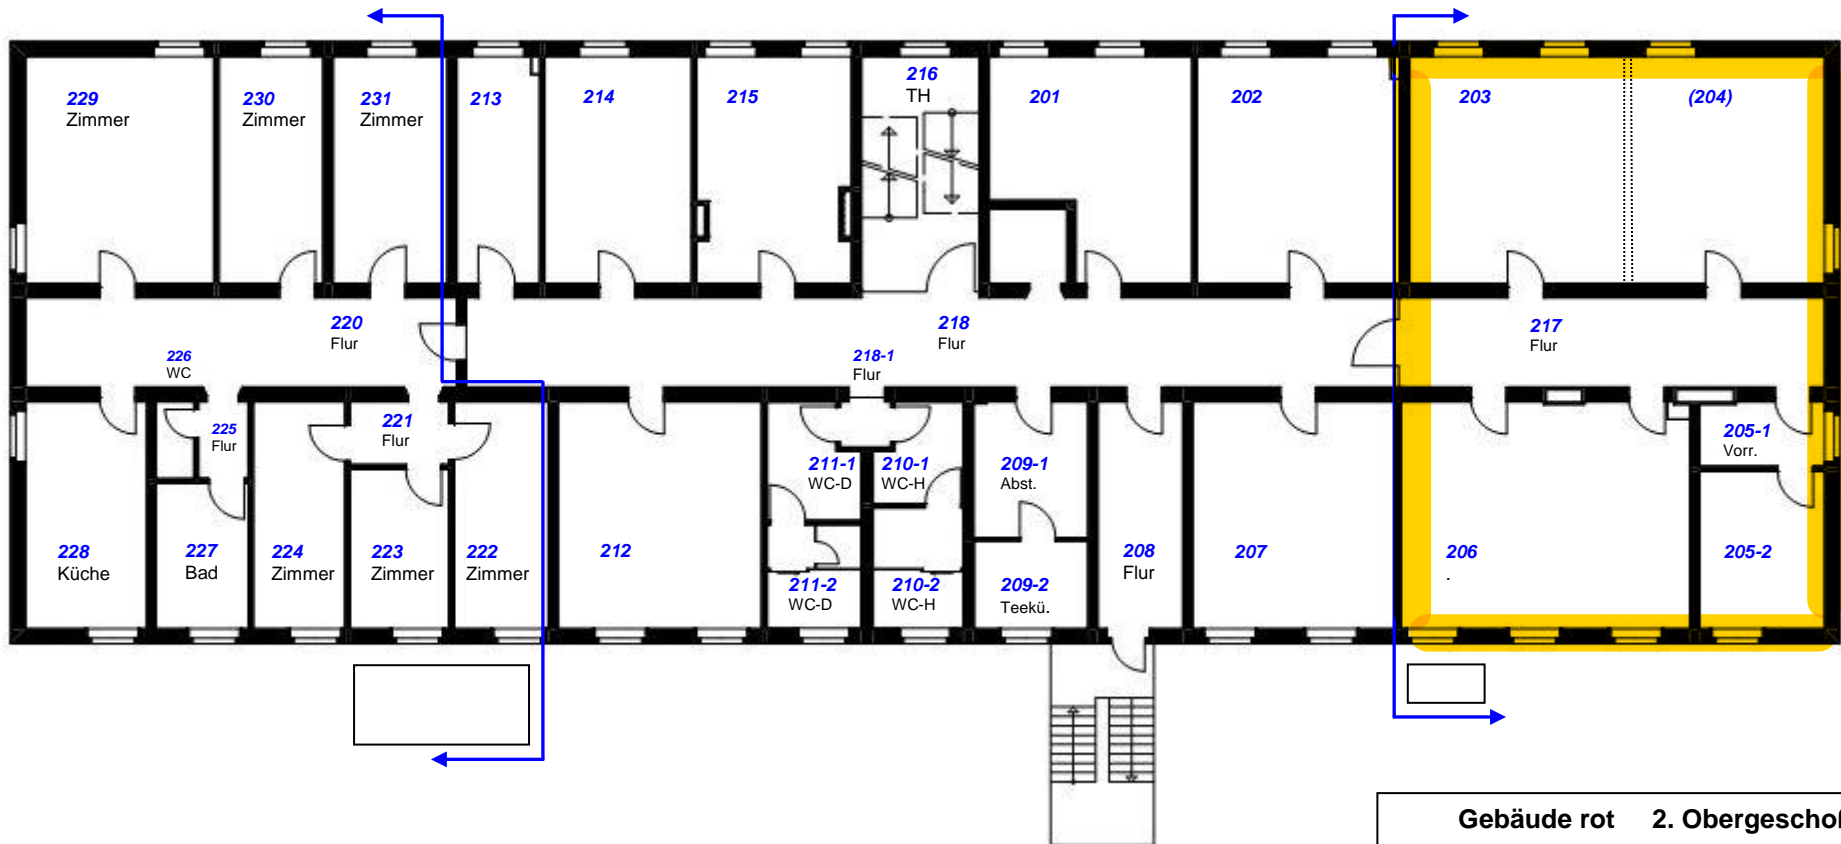 229
Zimmer
230
Zimmer
231
Zimmer
213
214
215
216
TH
201
202
203
(204)
220
Flur
226
WC
218
Flur
218-1
Flur
217
Flur
225
Flur
221
Flur
211-1
WC-D
210-1
WC-H
209-1
Abst.
205-1
Vorr.
228
Küche
227
Bad
224
Zimmer
223
Zimmer
222
Zimmer
212
211-2
WC-D
210-2
WC-H
209-2
Teekü.
208
Flur
207
206
.
205-2
Gebäude rot 2. Obergeschoß